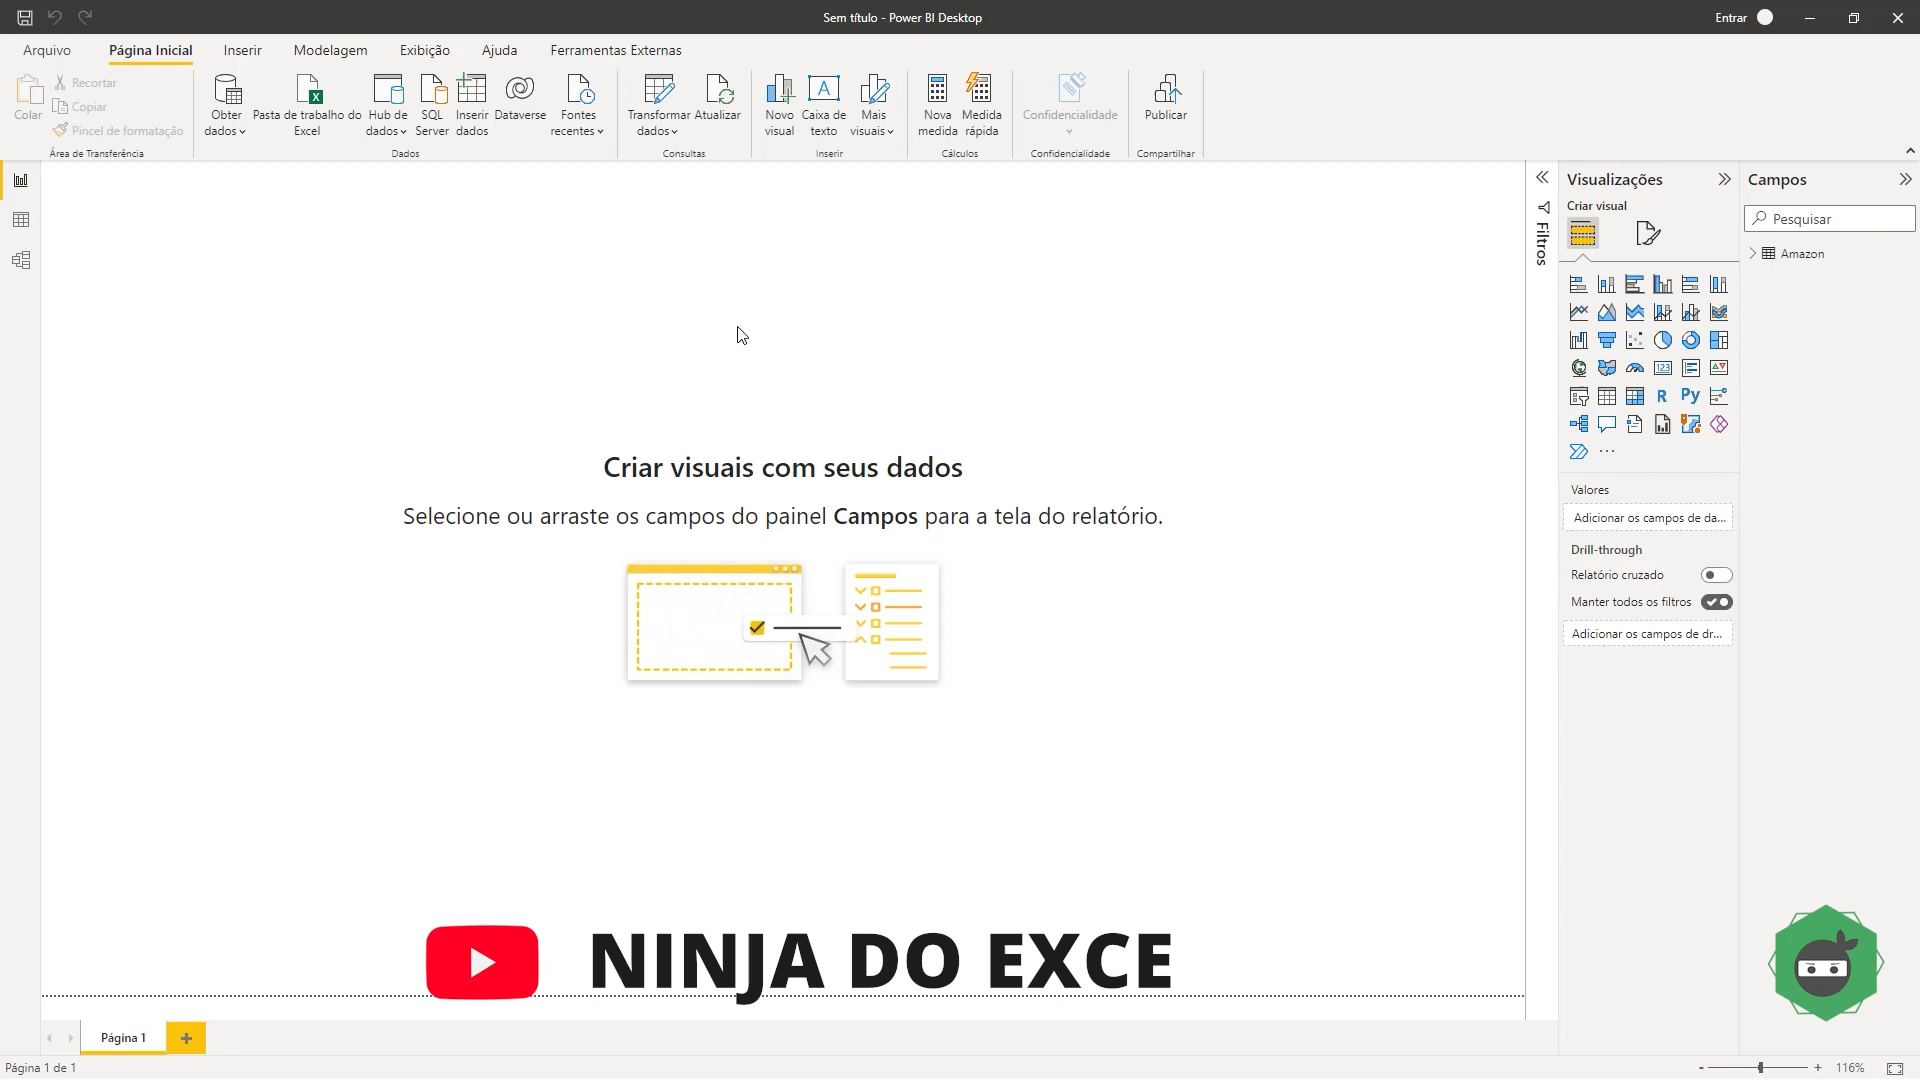 Sem título - Power BI Desktop
Entrar
Arquivo
Página Inicial
Inserir
Modelagem
Exibição
Ajuda
Ferramentas Externas
Colar
Recortar
Copiar
Pincel de formatação
Área de Transferência
Obter dados
Pasta de trabalho do Excel
Hub de dados
SQL Server
Inserir dados
Dataverse
Fontes recentes
Dados
Transformar dados
Atualizar
Consultas
Novo visual
A
Caixa de texto
Mais visuais
Inserir
Nova medida
Medida rápida
Cálculos
Confidencialidade
Confidencialidade
Publicar
Compartilhar
Filtros
Visualizações
Criar visual
123
R
Py
Valores
Adicionar os campos de da...
Drill-through
Relatório cruzado
Manter todos os filtros
Adicionar os campos de dr...
Campos
Pesquisar
Amazon
Criar visuais com seus dados
Selecione ou arraste os campos do painel Campos para a tela do relatório.
NINJA DO EXCE
Página 1
Página 1 de 1
116%